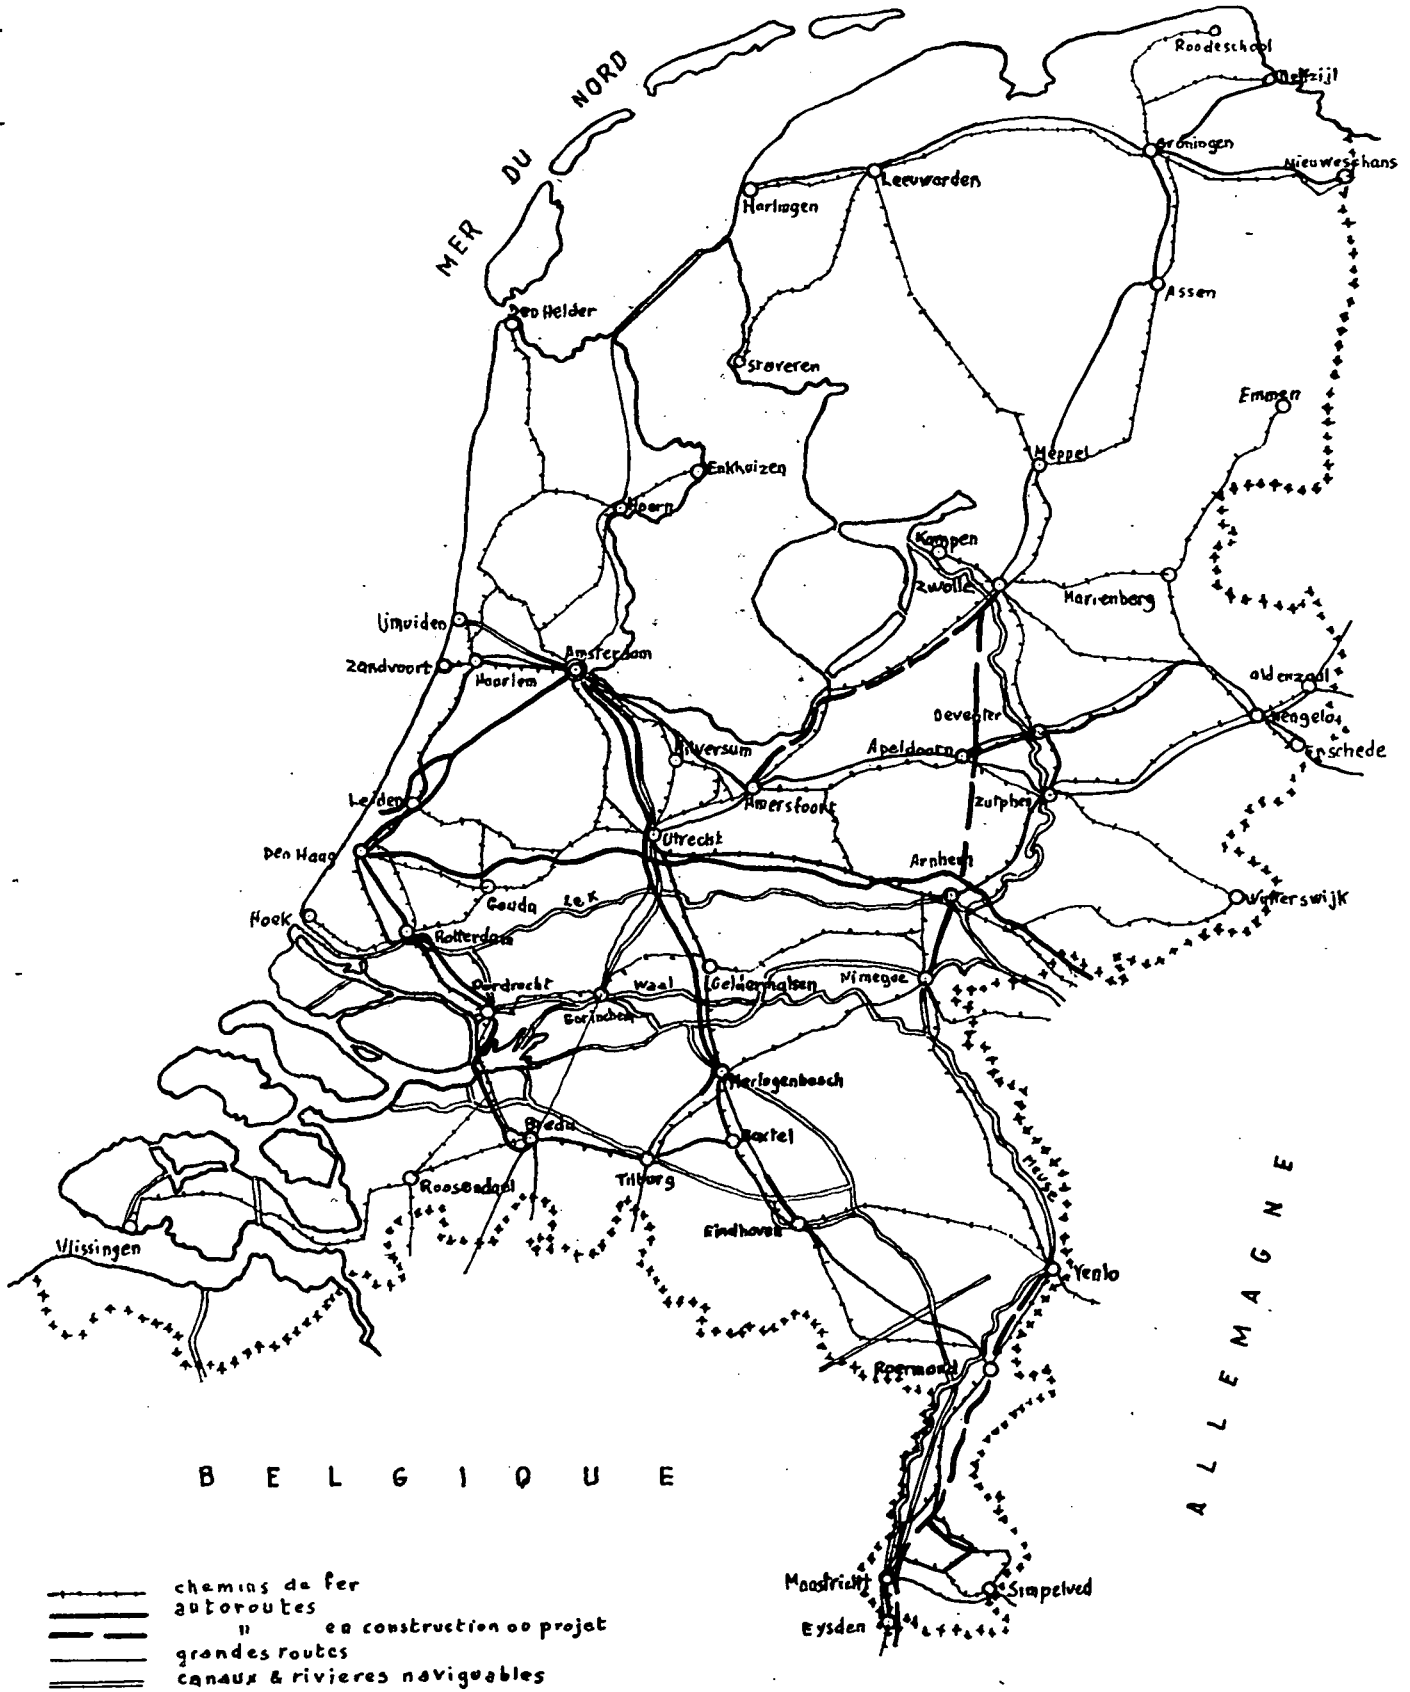 Roodeschool
Delfzijl
MER DU NORD
Groningen
Nieuweschans
Leeuwarden
Harlingen
Assen
Den Helder
Staveren
Emmen
Meppel
Enkhuizen
Hoorn
Kampen
Zwolle
Marienberg
Ijmuiden
Zandvoort
Haarlem
Amsterdam
Oldenzaal
Hengelo
Enschede
Deventer
Apeldoorn
Hilversum
Amersfoort
Zutphen
Leiden
Utrecht
Den Haag
Arnhem
Gouda
Lek
Winterswijk
Hoek
Rotterdam
Dordrecht
Waal
Geldermalsen
Nimegue
Gorinchem
Hertogenbosch
Breda
Boxtel
Tilburg
Roosendaal
Meuse
Eindhoven
Vlissingen
Venlo
Roermond
ALLEMAGNE
BELGIQUE
Maastricht
Simpelved
Eysden
chemins de fer
autoroutes
" en construction ou projet
grandes routes
canaux & rivieres naviguables